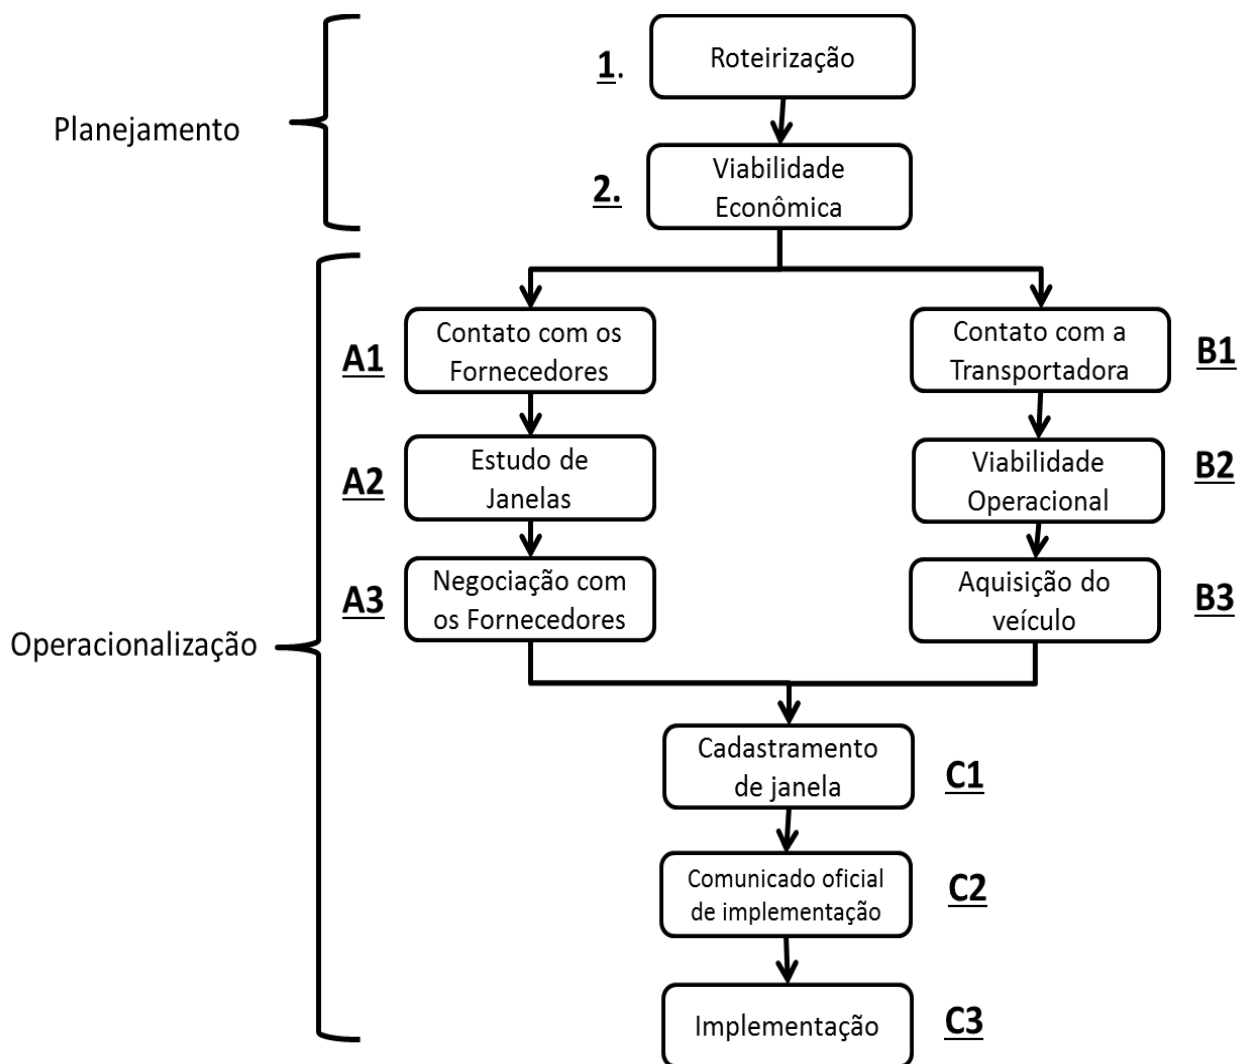 1.
Roteirização
Planejamento
2.
Viabilidade
Econômica
A1
Contato com os
Fornecedores
Contato com a
Transportadora
B1
A2
Estudo de
Janelas
Viabilidade
Operacional
B2
A3
Negociação com
os Fornecedores
Aquisição do
veículo
B3
Operacionalização
Cadastramento
de janela
C1
Comunicado oficial
de implementação
C2
Implementação
C3